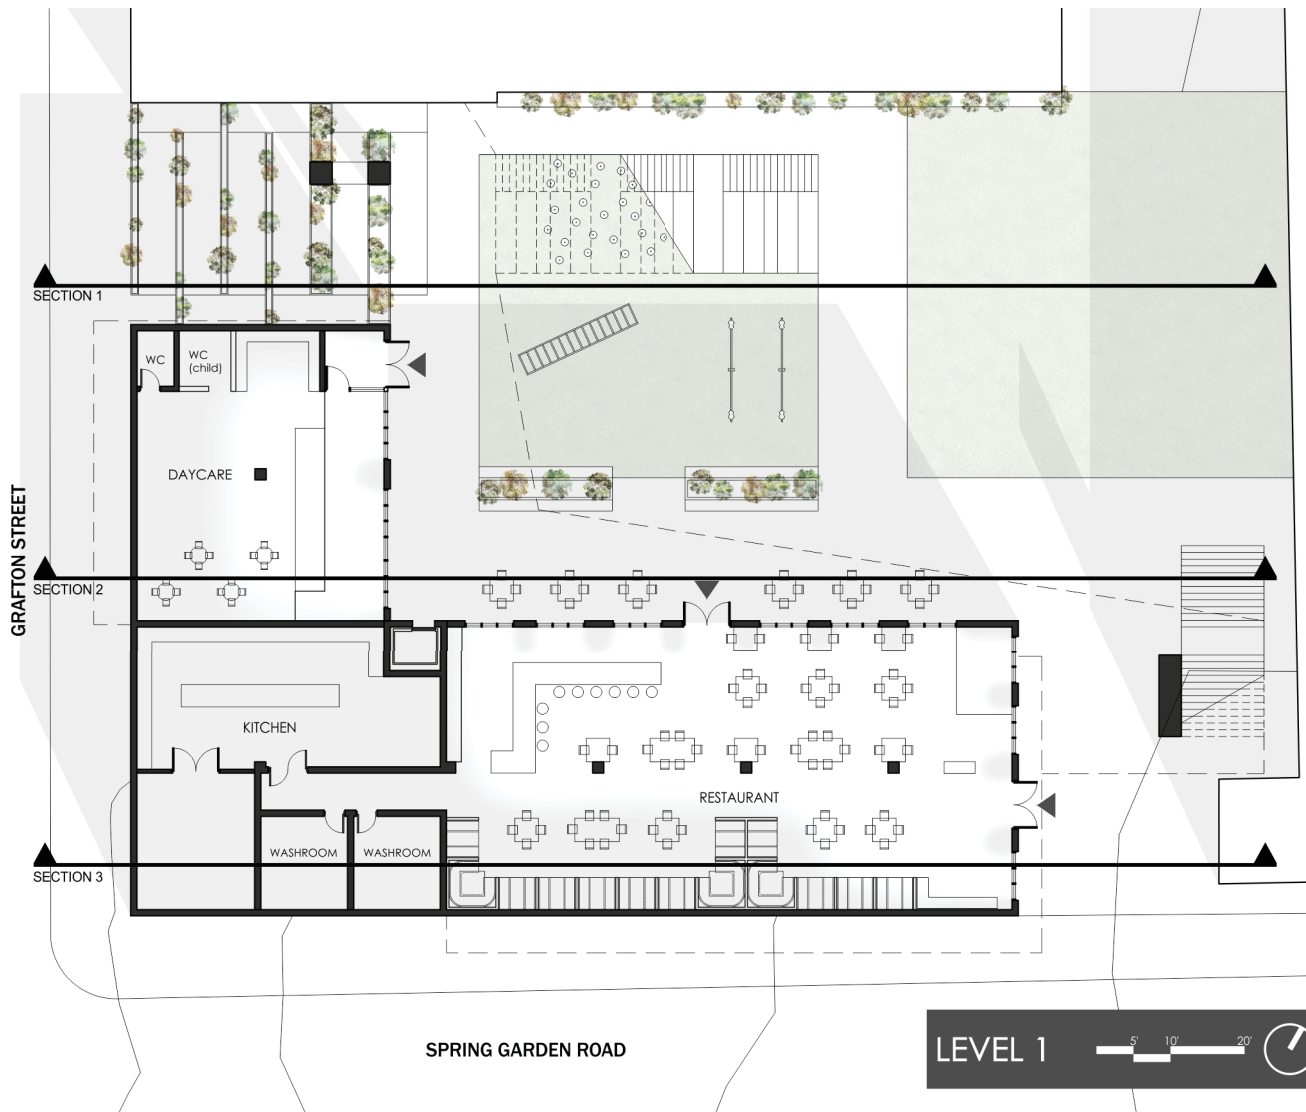 SECTION 1
WC
WC
(child)
DAYCARE
GRAFTON STREET
SECTION 2
KITCHEN
RESTAURANT
WASHROOM
WASHROOM
SECTION 3
SPRING GARDEN ROAD
LEVEL 1
5' 10' 20'